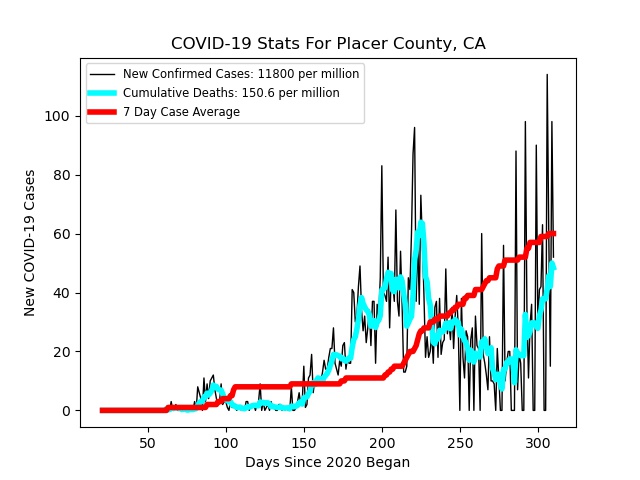 COVID-19 Stats For Placer County, CA
New Confirmed Cases: 11800 per million
Cumulative Deaths: 150.6 per million
7 Day Case Average
100
80
60
40
20
0
New COVID-19 Cases
50 100 150 200 250 300
Days Since 2020 Began